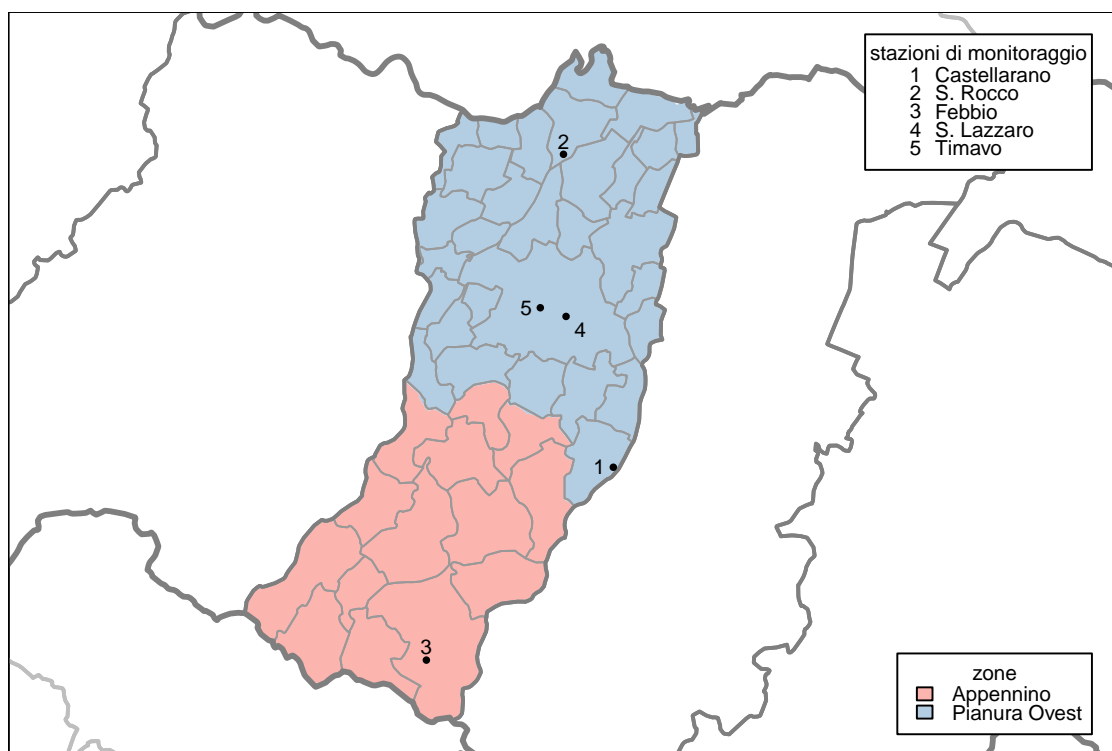 stazioni di monitoraggio
1 Castellarano
2 S. Rocco
3 Febbio
4 S. Lazzaro
5 Timavo
2
5
4
1
3
zone
Appennino
Pianura Ovest